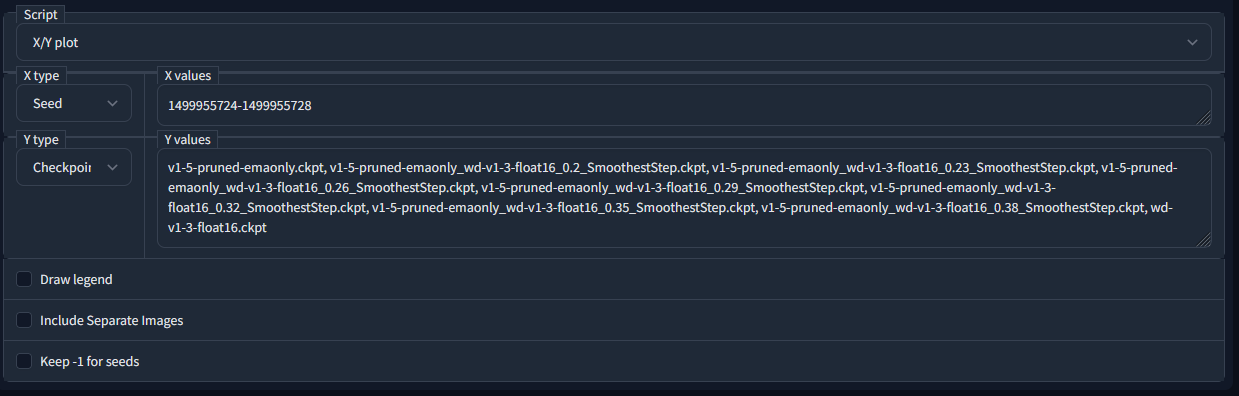 Script
X/Y plot
X type
X values
Seed
1499955724-1499955728
Y type
Y values
Checkpoir
v1-5-pruned-emaonly.ckpt, v1-5-pruned-emaonly_wd-v1-3-float16_0.2_SmoothestStep.ckpt, v1-5-pruned-emaonly_wd-v1-3-float16_0.23_SmoothestStep.ckpt, v1-5-pruned-
emaonly_wd-v1-3-float16_0.26_SmoothestStep.ckpt, v1-5-pruned-emaonly_wd-v1-3-float16_0.29_SmoothestStep.ckpt, v1-5-pruned-emaonly_wd-v1-3-
float16_0.32_SmoothestStep.ckpt, v1-5-pruned-emaonly_wd-v1-3-float16_0.35_SmoothestStep.ckpt, v1-5-pruned-emaonly_wd-v1-3-float16_0.38_SmoothestStep.ckpt, wd-
v1-3-float16.ckpt
Draw legend
Include Separate Images
Keep -1 for seeds